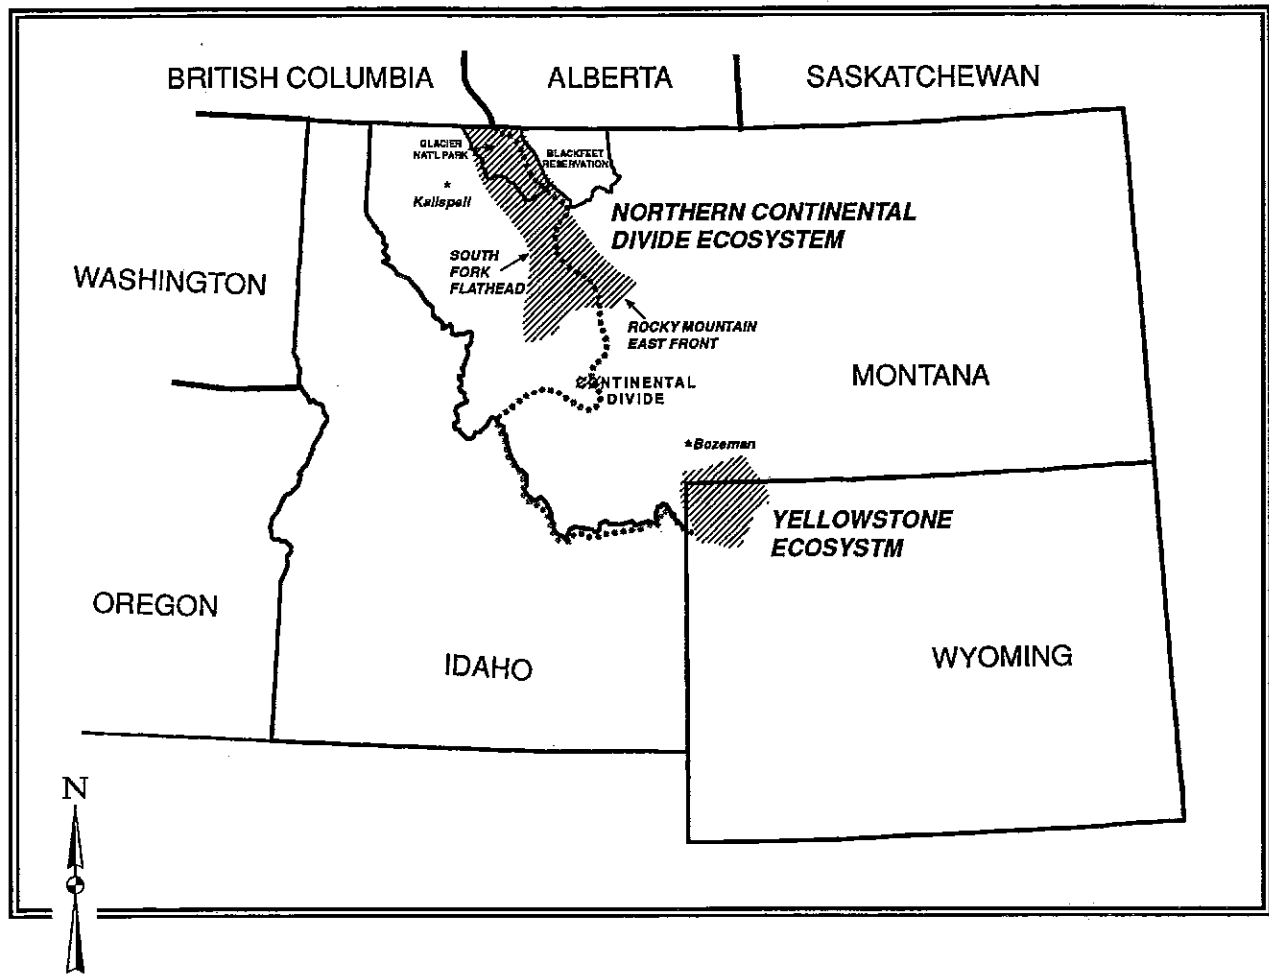 BRITISH COLUMBIA
ALBERTA
SASKATCHEWAN
GLACIER
NAT'L PARK
BLACKFEET
RESERVATION
*
Kalispell
NORTHERN CONTINENTAL
DIVIDE ECOSYSTEM
SOUTH
FORK
FLATHEAD
WASHINGTON
ROCKY MOUNTAIN
EAST FRONT
CONTINENTAL
DIVIDE
MONTANA
*Bozeman
YELLOWSTONE
ECOSYSTM
OREGON
IDAHO
WYOMING
N